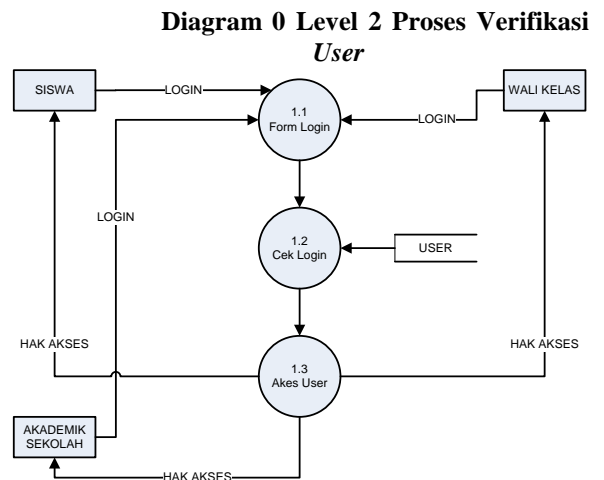 Diagram 0 Level 2 Proses Verifikasi
User
SISWA
LOGIN
1.1
Form Login
LOGIN
WALI KELAS
LOGIN
1.2
Cek Login
USER
HAK AKSES
HAK AKSES
1.3
Akes User
AKADEMIK
SEKOLAH
HAK AKSES